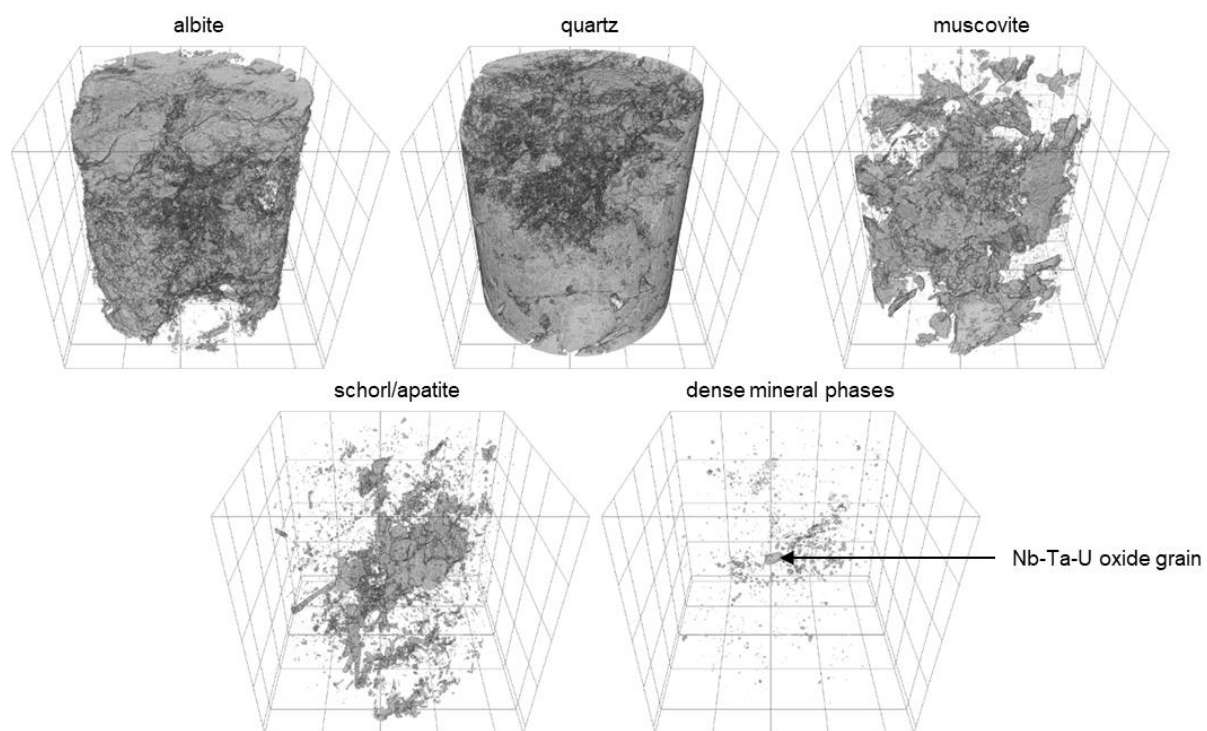 albite
quartz
muscovite
schorl/apatite
dense mineral phases
Nb-Ta-U oxide grain